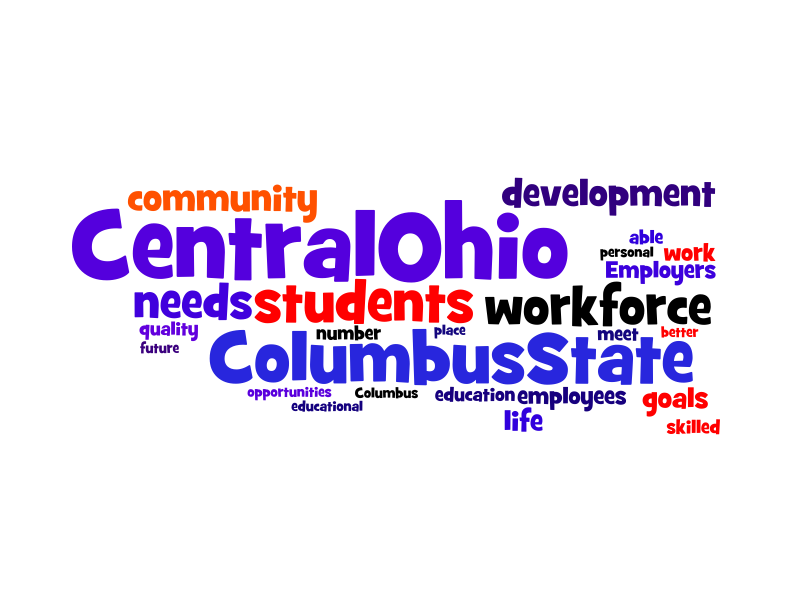 community development
CentralOhio
able
personal work
Employers
needs students workforce
quality number place meet better
future
ColumbusState
opportunities Columbus education employees goals
educational
life
skilled